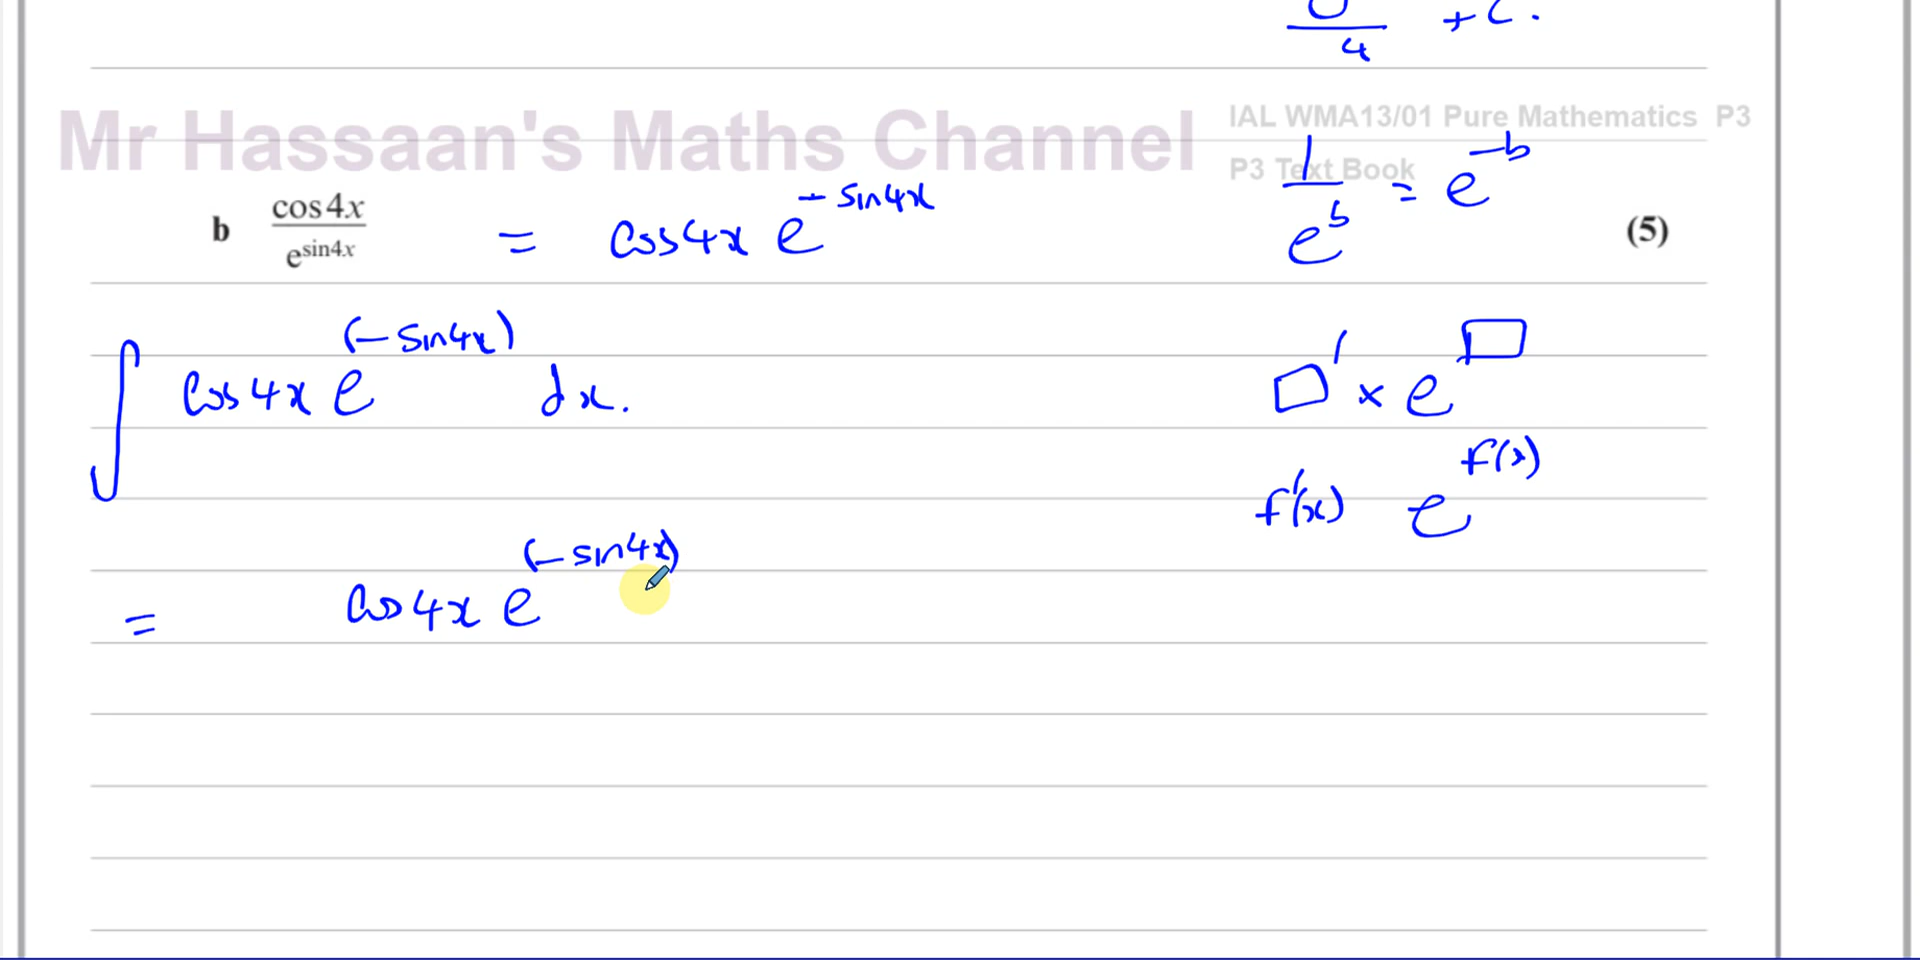 4 + c.
Mr Hassaan's Maths Channel
IAL WMA13/01 Pure Mathematics P3
P3 Text Book
b cos4x / e^sin4x = cos4x e^-sin4x
1/e^b = e^-b
(5)
∫ cos4x e^(-sin4x) dx.
□' × e^□
f'(x) e^f(x)
= cos4x e^(-sin4x)